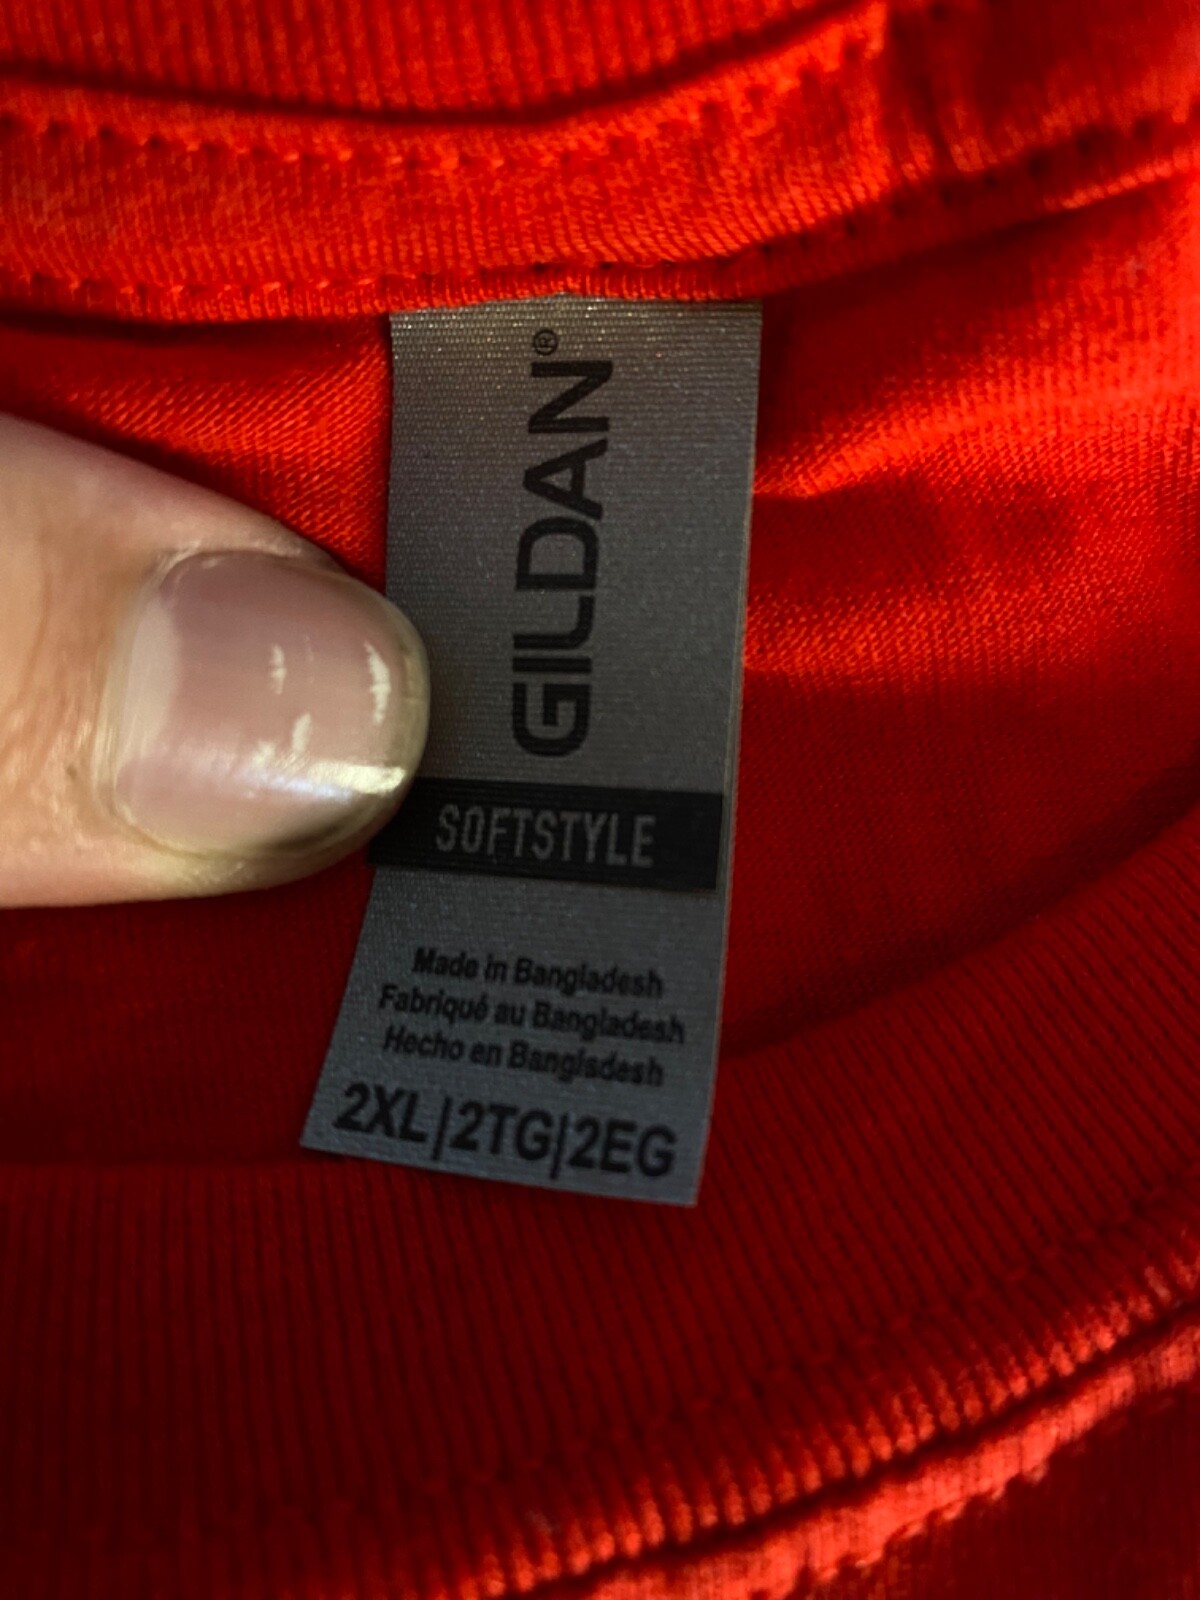 GILDAN®
SOFTSTYLE
Made in Bangladesh
Fabriqué au Bangladesh
Hecho en Bangladesh
2XL|2TG|2EG